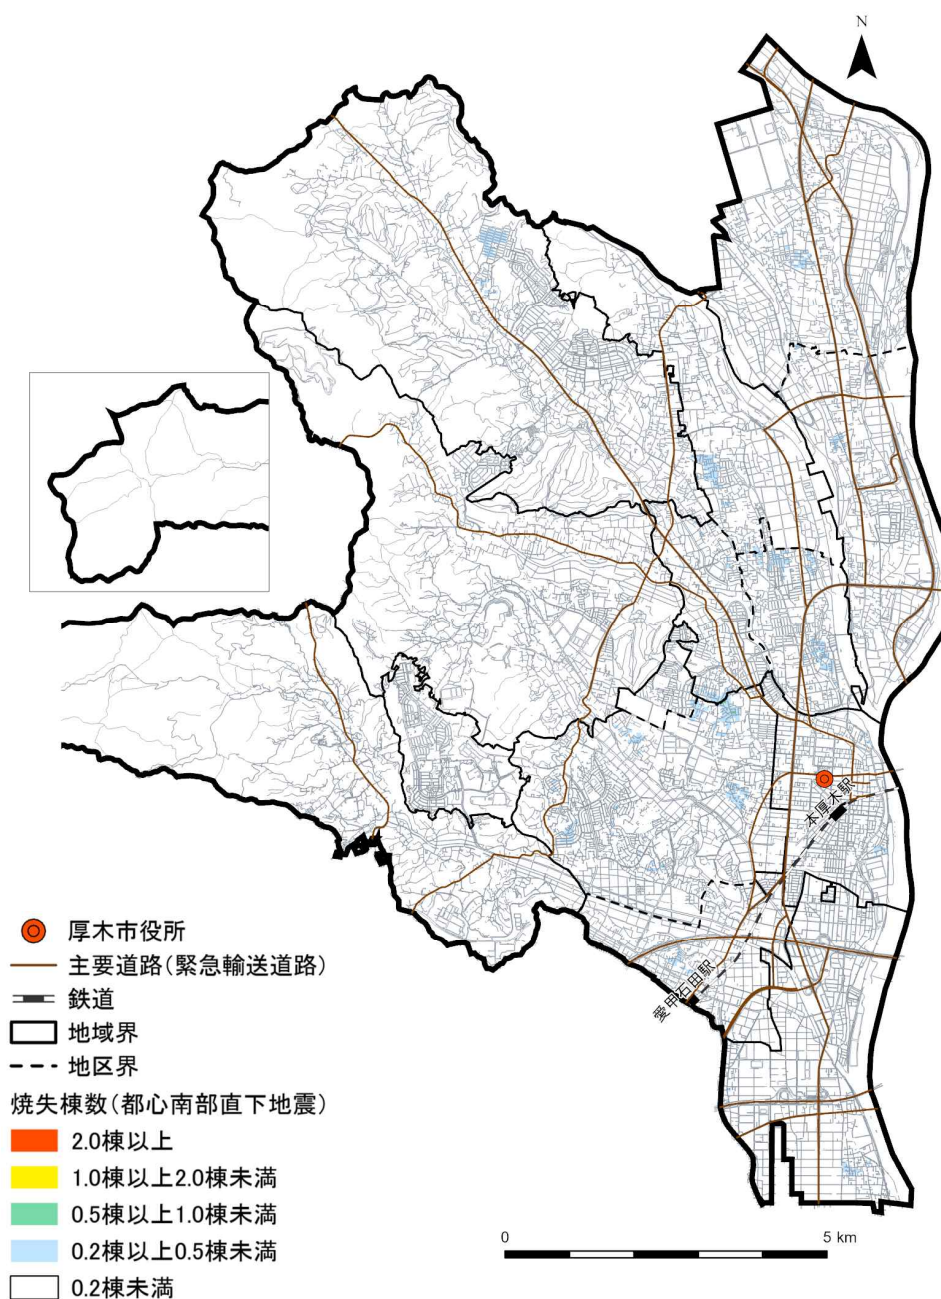 N
本厚木駅
愛甲石田駅
厚木市役所
主要道路(緊急輸送道路)
鉄道
地域界
地区界
焼失棟数(都心南部直下地震)
2.0棟以上
1.0棟以上2.0棟未満
0.5棟以上1.0棟未満
0.2棟以上0.5棟未満
0.2棟未満
0 5 km